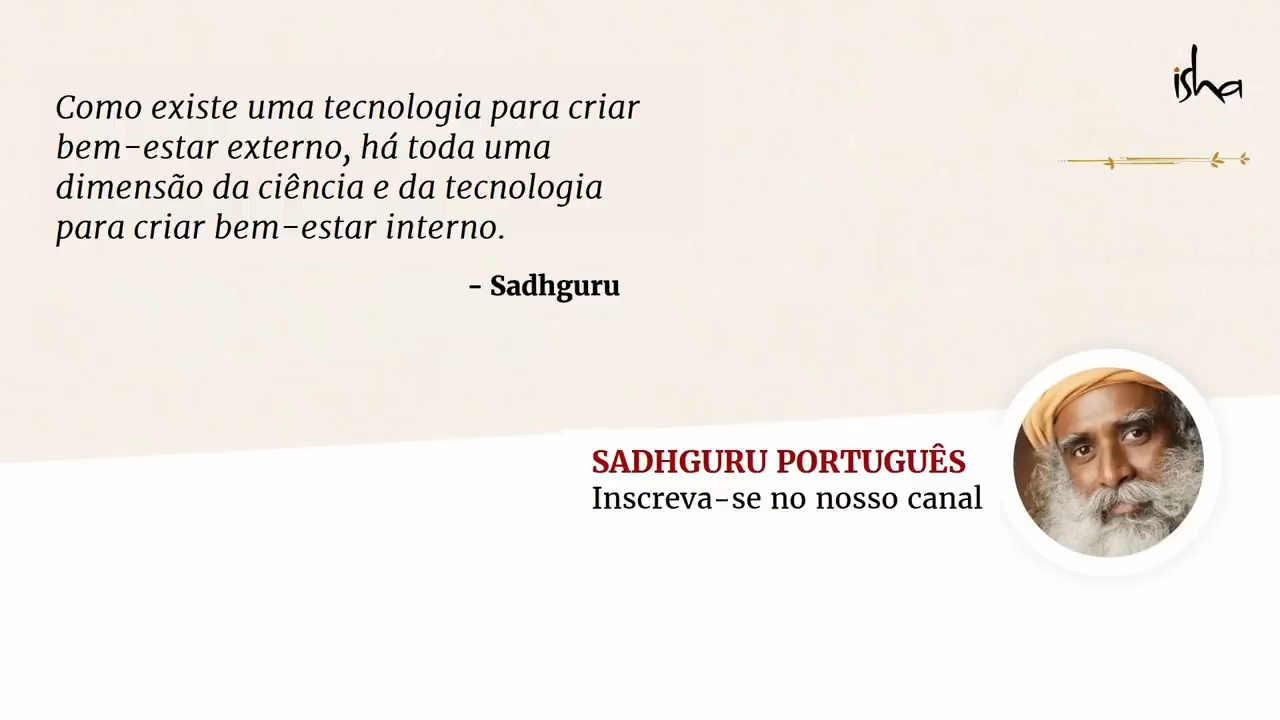 isha
Como existe uma tecnologia para criar
bem-estar externo, há toda uma
dimensão da ciência e da tecnologia
para criar bem-estar interno.
- Sadhguru
SADHGURU PORTUGUÊS
Inscreva-se no nosso canal